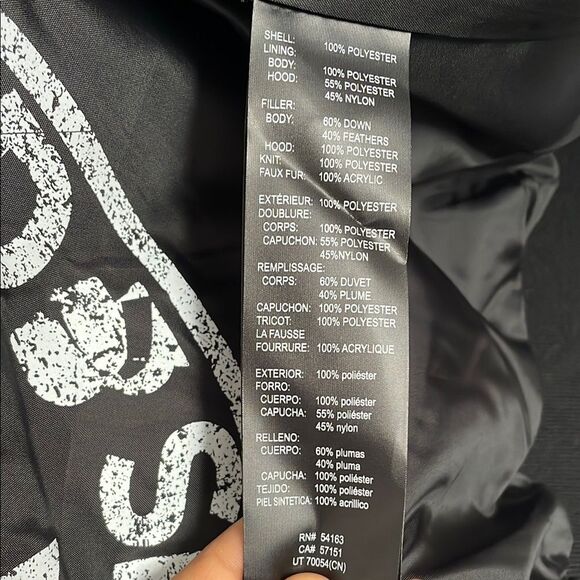 SHELL: 100% POLYESTER
LINING:
BODY: 100% POLYESTER
HOOD: 55% POLYESTER
45% NYLON
FILLER:
BODY: 60% DOWN
40% FEATHERS
HOOD: 100% POLYESTER
KNIT: 100% POLYESTER
FAUX FUR: 100% ACRYLIC
EXTÉRIEUR: 100% POLYESTER
DOUBLURE:
CORPS: 100% POLYESTER
CAPUCHON: 55% POLYESTER
45%NYLON
REMPLISSAGE:
CORPS: 60% DUVET
40% PLUME
CAPUCHON: 100% POLYESTER
TRICOT: 100% POLYESTER
LA FAUSSE
FOURRURE: 100% ACRYLIQUE
EXTERIOR: 100% poliéster
FORRO:
CUERPO: 100% poliéster
CAPUCHA: 55% poliéster
45% nylon
RELLENO:
CUERPO: 60% plumas
40% pluma
CAPUCHA: 100% poliéster
TEJIDO: 100% poliéster
PIEL SINTETICA: 100% acrilico
RN# 54163
CA# 57151
UT 70054(CN)